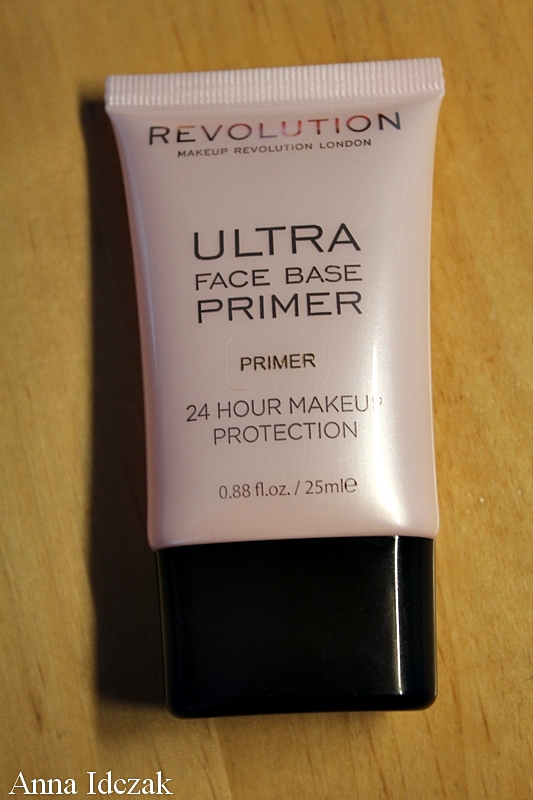 REVOLUTION
MAKEUP REVOLUTION LONDON
ULTRA
FACE BASE
PRIMER
PRIMER
24 HOUR MAKEUP
PROTECTION
0.88 fl.oz. / 25ml℮
Anna Idczak